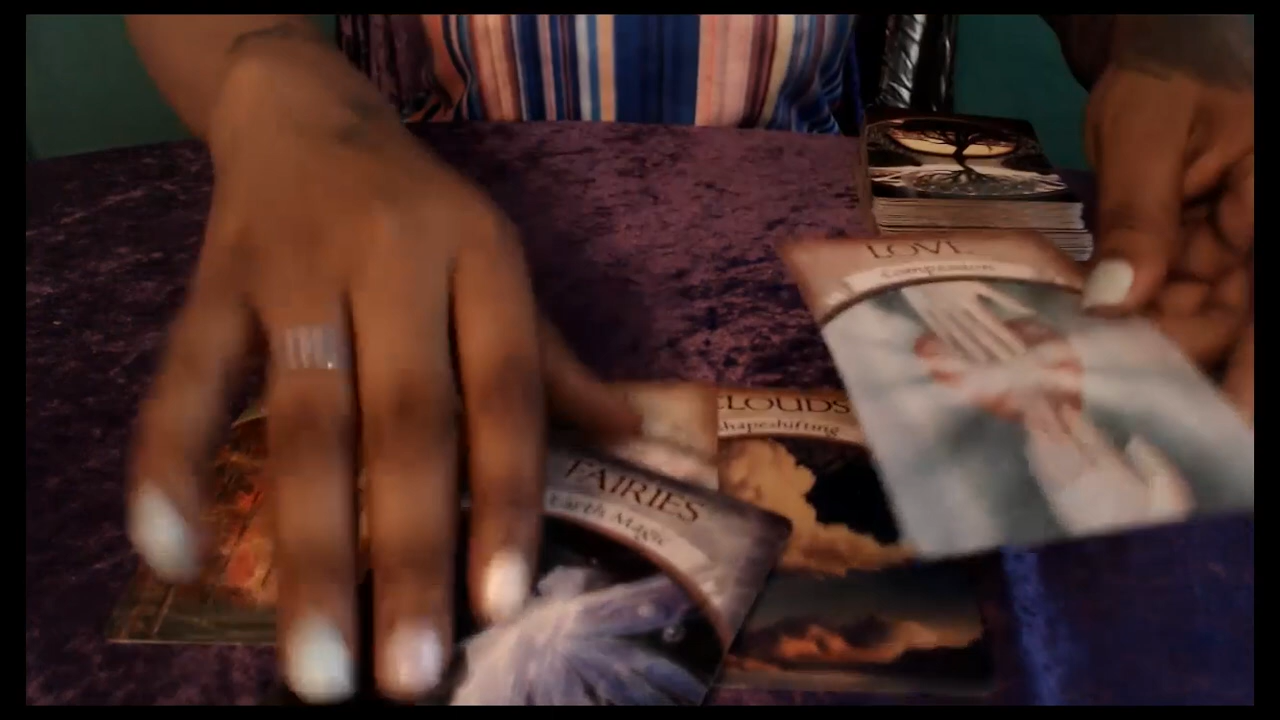 LOVE
Compassion
CLOUDS
Shapeshifting
FAIRIES
Earth Magic